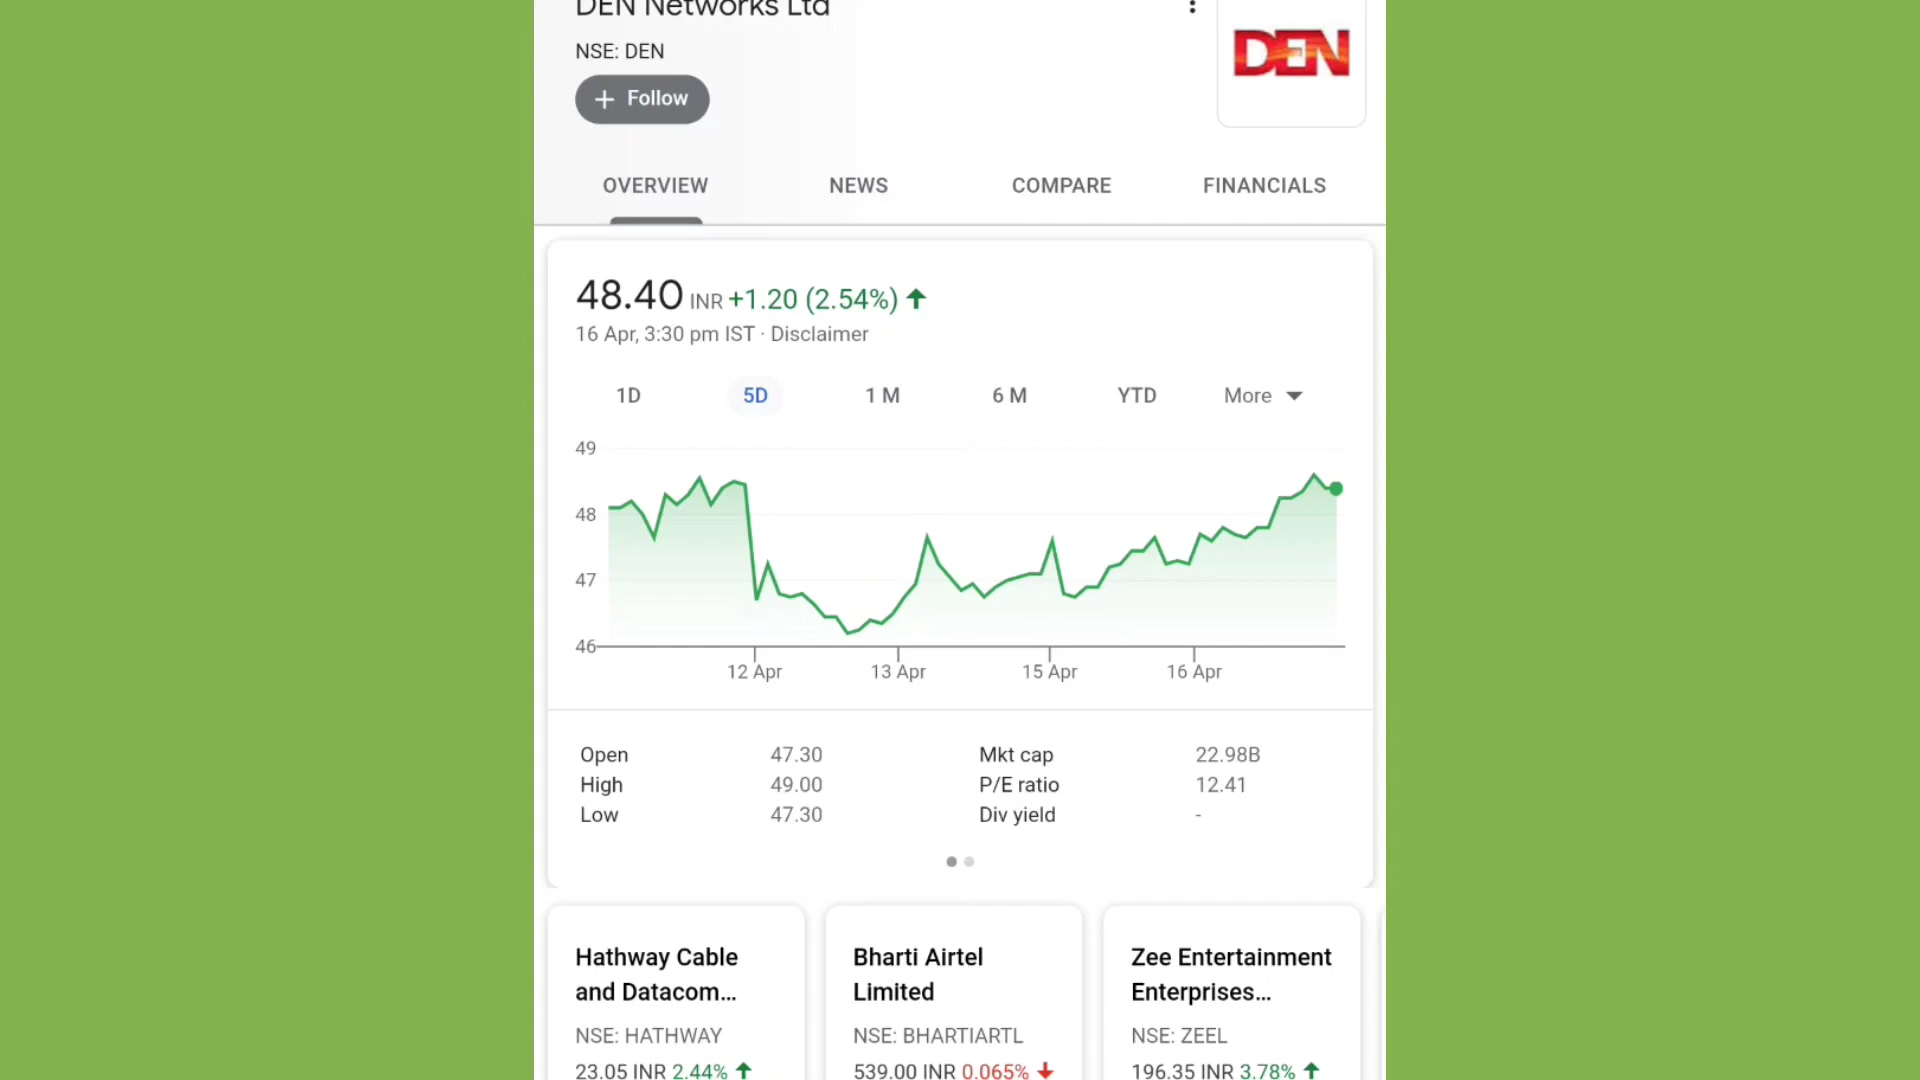 DEN Networks Ltd
NSE: DEN
+ Follow
DEN
OVERVIEW NEWS COMPARE FINANCIALS
48.40 INR +1.20 (2.54%)
16 Apr, 3:30 pm IST · Disclaimer
1D 5D 1 M 6 M YTD More
49
48
47
46
12 Apr 13 Apr 15 Apr 16 Apr
Open 47.30 Mkt cap 22.98B
High 49.00 P/E ratio 12.41
Low 47.30 Div yield -
Hathway Cable
and Datacom...
NSE: HATHWAY
23.05 INR 2.44%
Bharti Airtel
Limited
NSE: BHARTIARTL
539.00 INR 0.065%
Zee Entertainment
Enterprises...
NSE: ZEEL
196.35 INR 3.78%